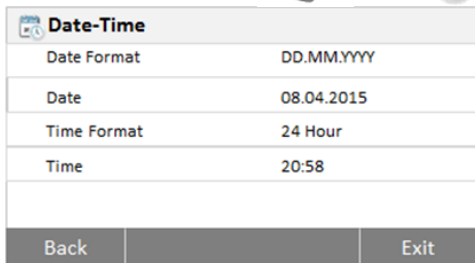 Date-Time
Date Format DD.MM.YYYY
Date 08.04.2015
Time Format 24 Hour
Time 20:58
Back Exit